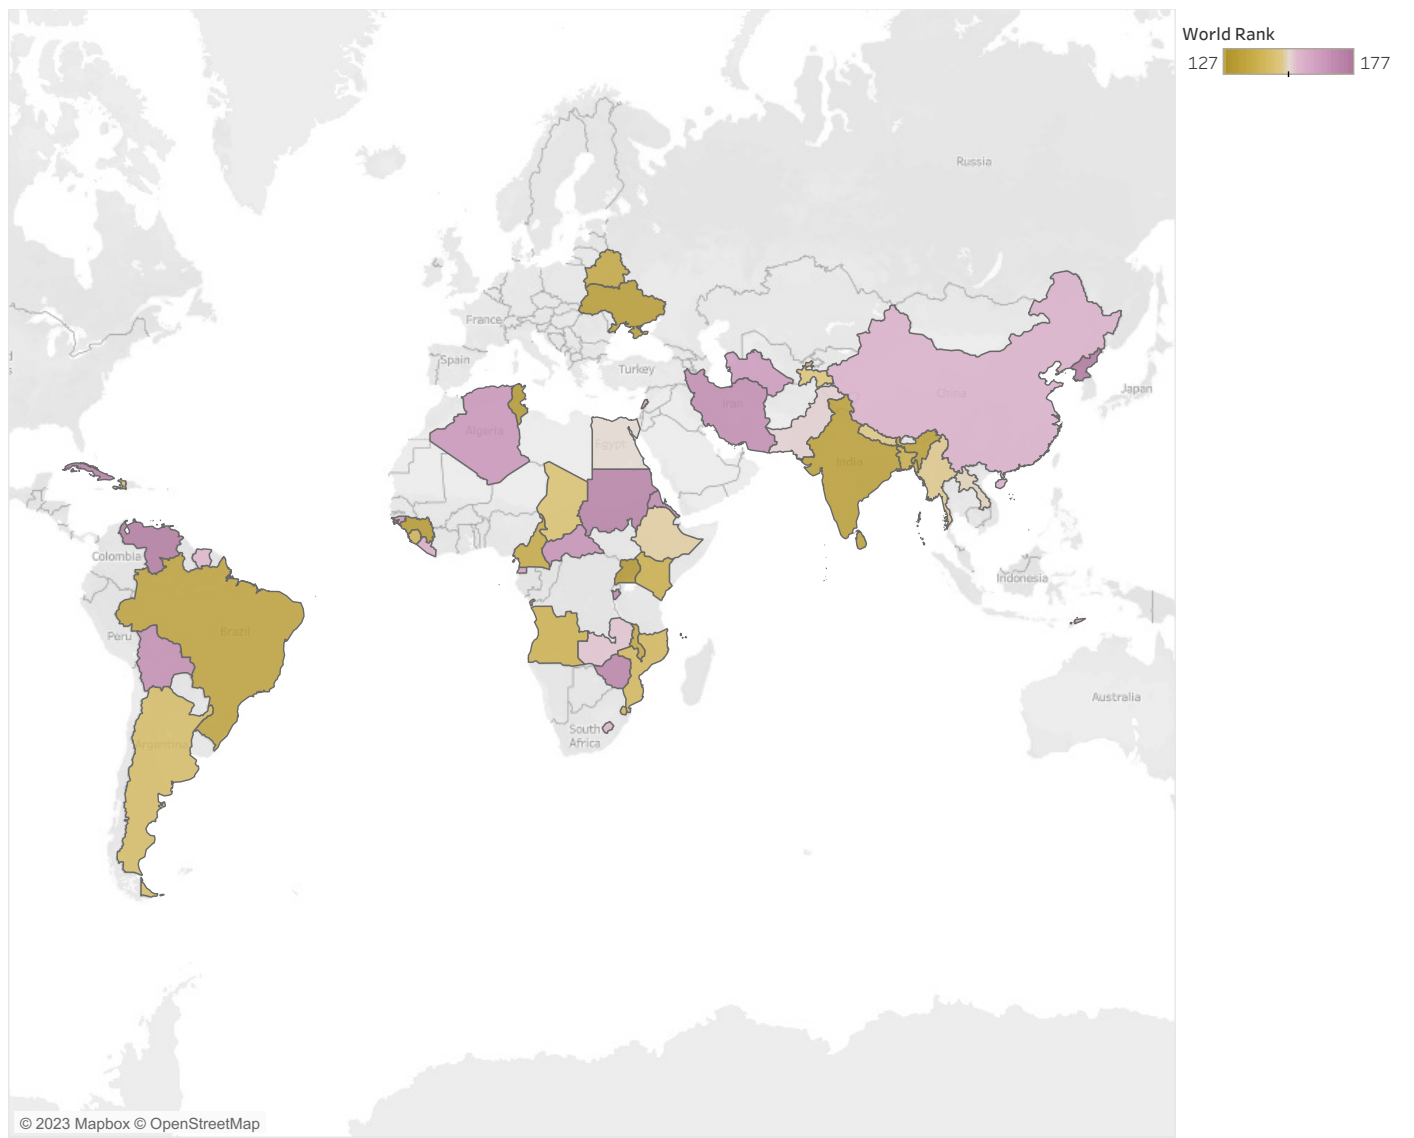 World Rank
127
177
Russia
France
Spain
Turkey
Iran
China
Japan
Algeria
Egypt
India
Colombia
Indonesia
Peru
Brazil
Australia
South
Africa
Argentina
© 2023 Mapbox © OpenStreetMap